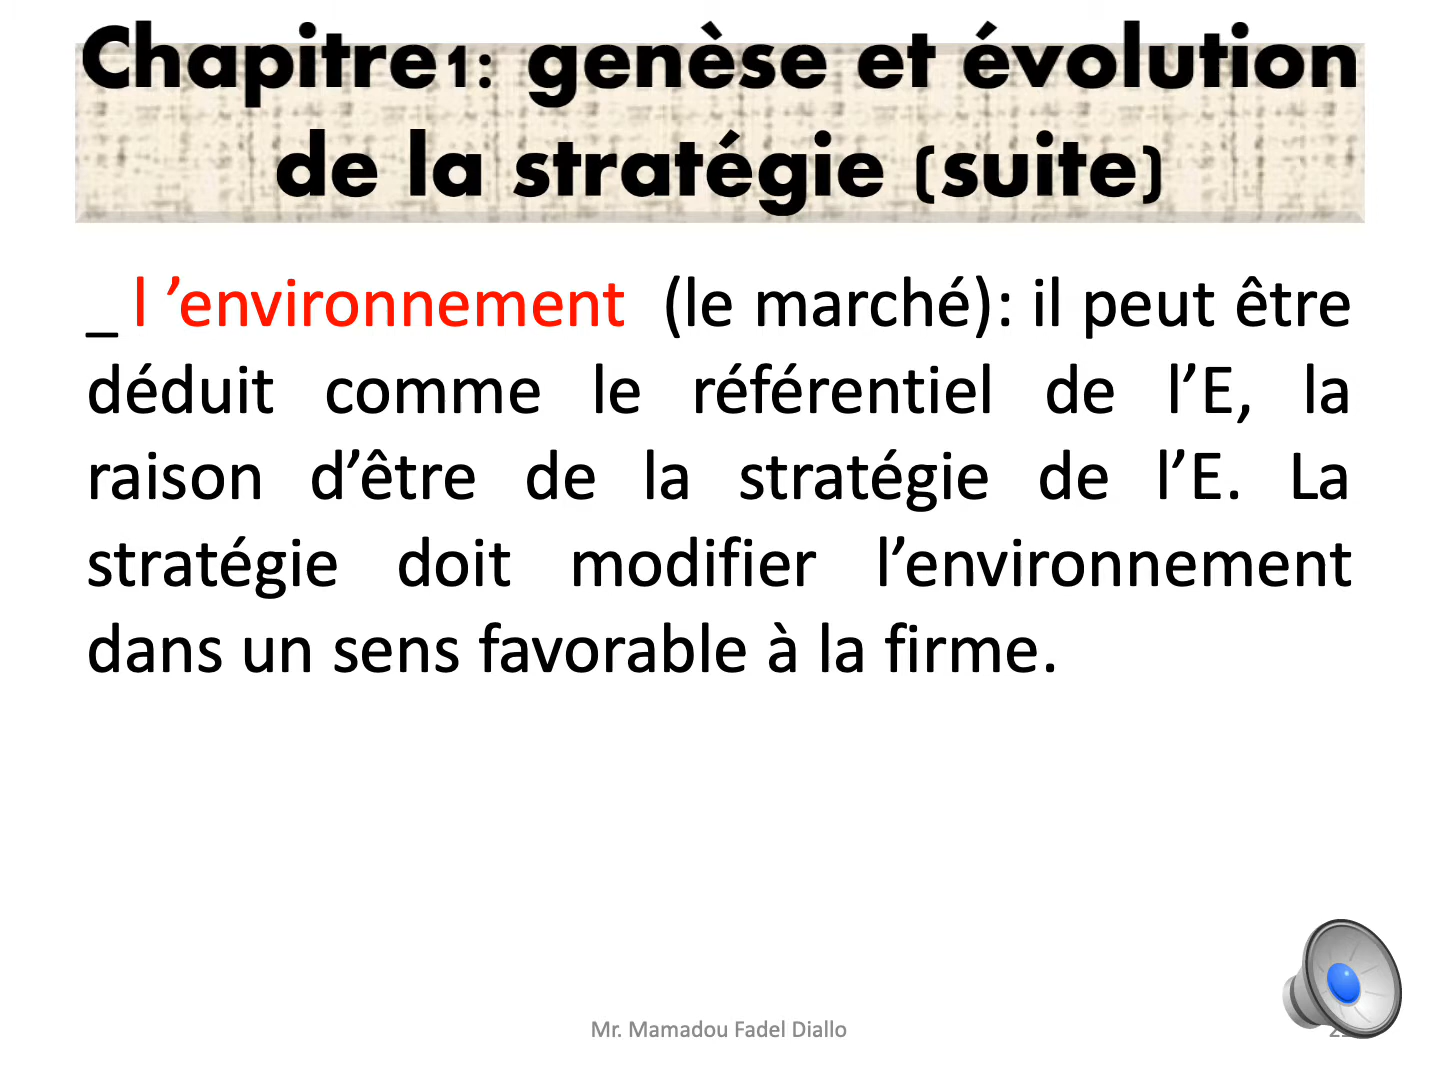 Chapitre1: genèse et évolution
de la stratégie (suite)
_ l ’environnement (le marché): il peut être
déduit comme le référentiel de l’E, la
raison d’être de la stratégie de l’E. La
stratégie doit modifier l’environnement
dans un sens favorable à la firme.
Mr. Mamadou Fadel Diallo